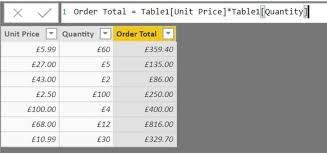 1 Order Total = Table1[Unit Price]*Table1[Quantity]
Unit Price Quantity Order Total
£5.99 £60 £359.40
£27.00 £5 £135.00
£43.00 £2 £86.00
£2.50 £100 £250.00
£100.00 £4 £400.00
£68.00 £12 £816.00
£10.99 £30 £329.70